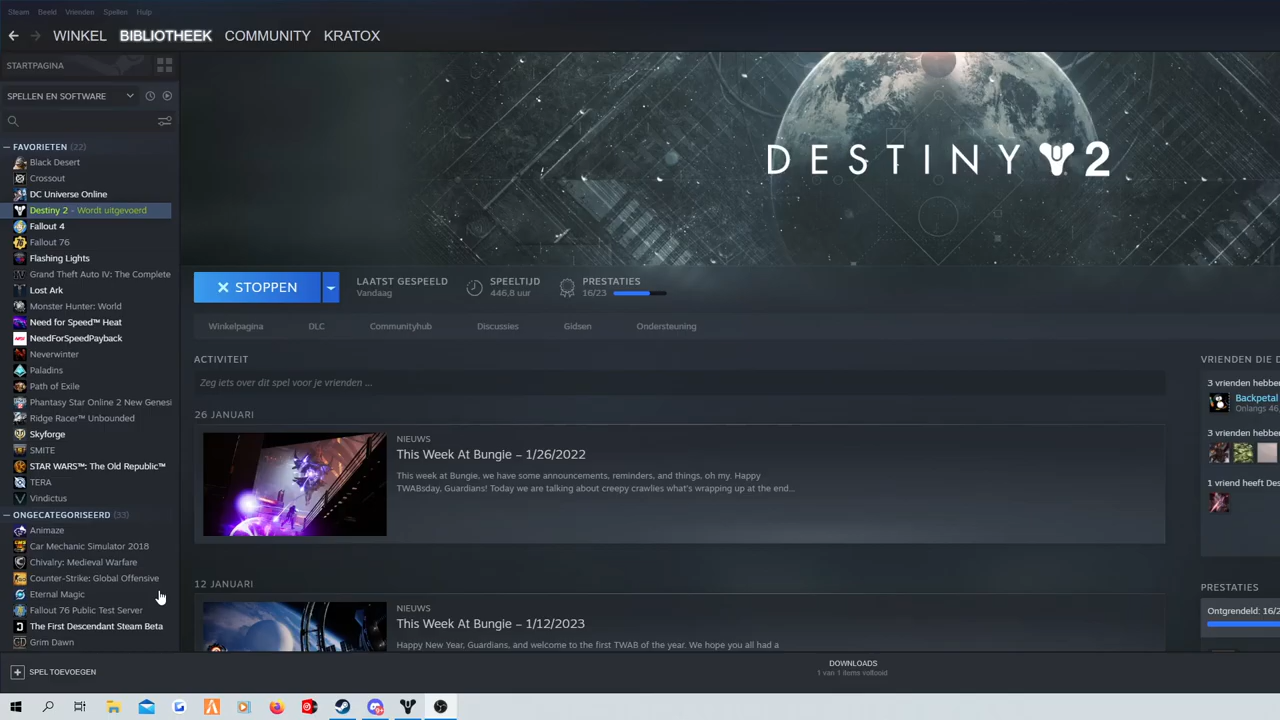 Steam Beeld Vrienden Spellen Hulp
WINKEL BIBLIOTHEEK COMMUNITY KRATOX
STARTPAGINA
SPELLEN EN SOFTWARE
FAVORIETEN (22)
Black Desert
Crossout
DC Universe Online
Destiny 2 - Wordt uitgevoerd
Fallout 4
Fallout 76
Flashing Lights
Grand Theft Auto IV: The Complete
Lost Ark
Monster Hunter: World
Need for Speed™ Heat
NeedForSpeedPayback
Neverwinter
Paladins
Path of Exile
Phantasy Star Online 2 New Genesi
Ridge Racer™ Unbounded
Skyforge
SMITE
STAR WARS™: The Old Republic™
TERA
Vindictus
ONGECATEGORISEERD (33)
Animaze
Car Mechanic Simulator 2018
Chivalry: Medieval Warfare
Counter-Strike: Global Offensive
Eternal Magic
Fallout 76 Public Test Server
The First Descendant Steam Beta
Grim Dawn
SPEL TOEVOEGEN
DESTINY 2
STOPPEN
LAATST GESPEELD
Vandaag
SPEELTIJD
446,8 uur
PRESTATIES
16/23
Winkelpagina DLC Communityhub Discussies Gidsen Ondersteuning
ACTIVITEIT
Zeg iets over dit spel voor je vrienden ...
26 JANUARI
NIEUWS
This Week At Bungie – 1/26/2022
This week at Bungie, we have some announcements, reminders, and things, oh my. Happy
TWABsday, Guardians! Today we are talking about creepy crawlies what's wrapping up at the end...
12 JANUARI
NIEUWS
This Week At Bungie – 1/12/2023
Happy New Year, Guardians, and welcome to the first TWAB of the year. We hope you all had a
VRIENDEN DIE D
3 vrienden hebber
Backpetal
Onlangs 46,
3 vrienden hebber
1 vriend heeft Des
PRESTATIES
Ontgrendeld: 16/2
DOWNLOADS
1 van 1 items voltooid